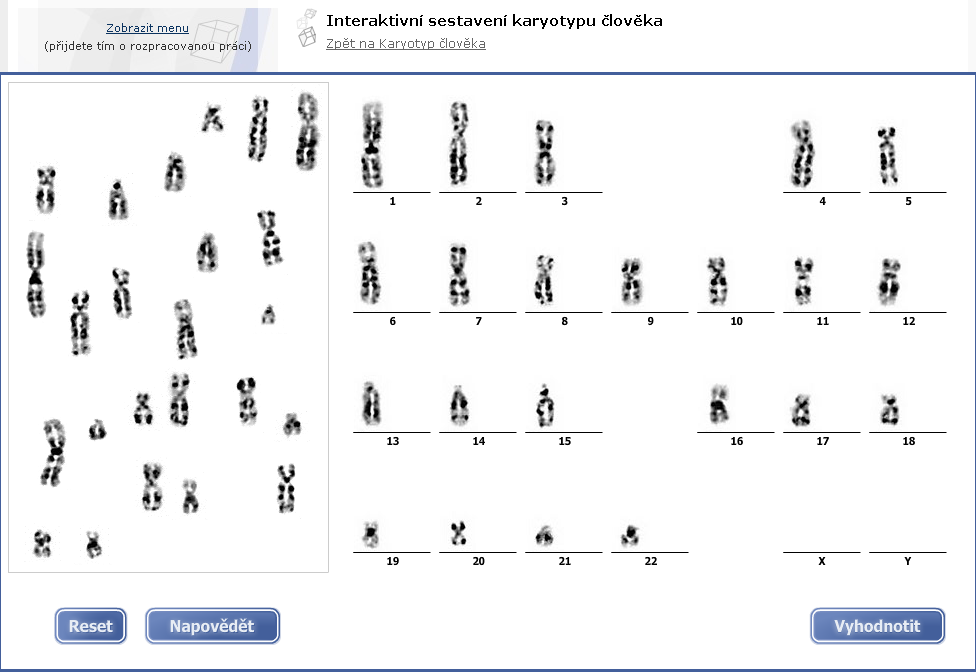 Zobrazit menu
(přijdete tím o rozpracovanou práci)
Interaktivní sestavení karyotypu člověka
Zpět na Karyotyp člověka
1 2 3 4 5
6 7 8 9 10 11 12
13 14 15 16 17 18
19 20 21 22 X Y
Reset Napovědět Vyhodnotit